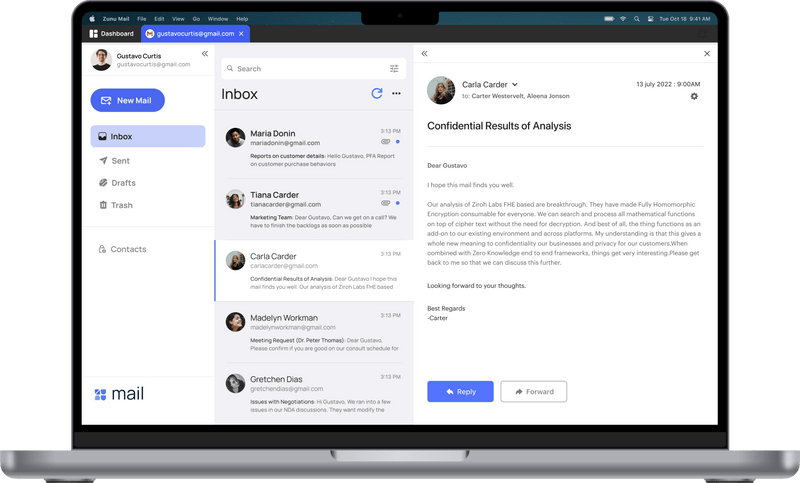 Zunu Mail File Edit View Go Window Help
Tue Oct 18 9:41 AM
Dashboard
gustavocurtis@gmail.com
Gustavo Curtis
gustavocurtis@gmail.com
New Mail
Inbox
Sent
Drafts
Trash
Contacts
mail
Search
Inbox
Maria Donin 3:13 PM
mariadonin@gmail.com
Reports on customer details: Hello Gustavo. PFA Report
on customer purchase behaviors
Tiana Carder 3:13 PM
tianacarder@gmail.com
Marketing Team: Dear Gustavo, Can we get on a call? We
have to finish the backlogs as soon as possible
Carla Carder 3:13 PM
carlacarder@gmail.com
Confidential Results of Analysis: Dear Gustavo I hope this
mail finds you well. Our analysis of Ziroh Labs FHE based
Madelyn Workman 3:13 PM
madelynworkman@gmail.com
Meeting Request (Dr. Peter Thomas): Dear Gustavo,
Please confirm if you are good on our consult schedule for
Gretchen Dias 3:13 PM
gretchendias@gmail.com
Issues with Negotiations: Hi Gustavo. We ran into a few
issues in our NDA discussions. They want modify the
Carla Carder
13 july 2022 : 9:00AM
to: Carter Westervelt, Aleena Jonson
Confidential Results of Analysis
Dear Gustavo
I hope this mail finds you well.
Our analysis of Ziroh Labs FHE based are breakthrough. They have made Fully Homomorphic
Encryption consumable for everyone. We can search and process all mathematical functions
on top of cipher text without the need for decryption. And best of all, the thing functions as an
add-on to our existing environment and across platforms. My understanding is that this gives a
whole new meaning to confidentiality our businesses and privacy for our customers.When
combined with Zero Knowledge end to end frameworks, things get very interesting.Please get
back to me so that we can discuss this further.
Looking forward to your thoughts.
Best Regards
-Carter
Reply
Forward